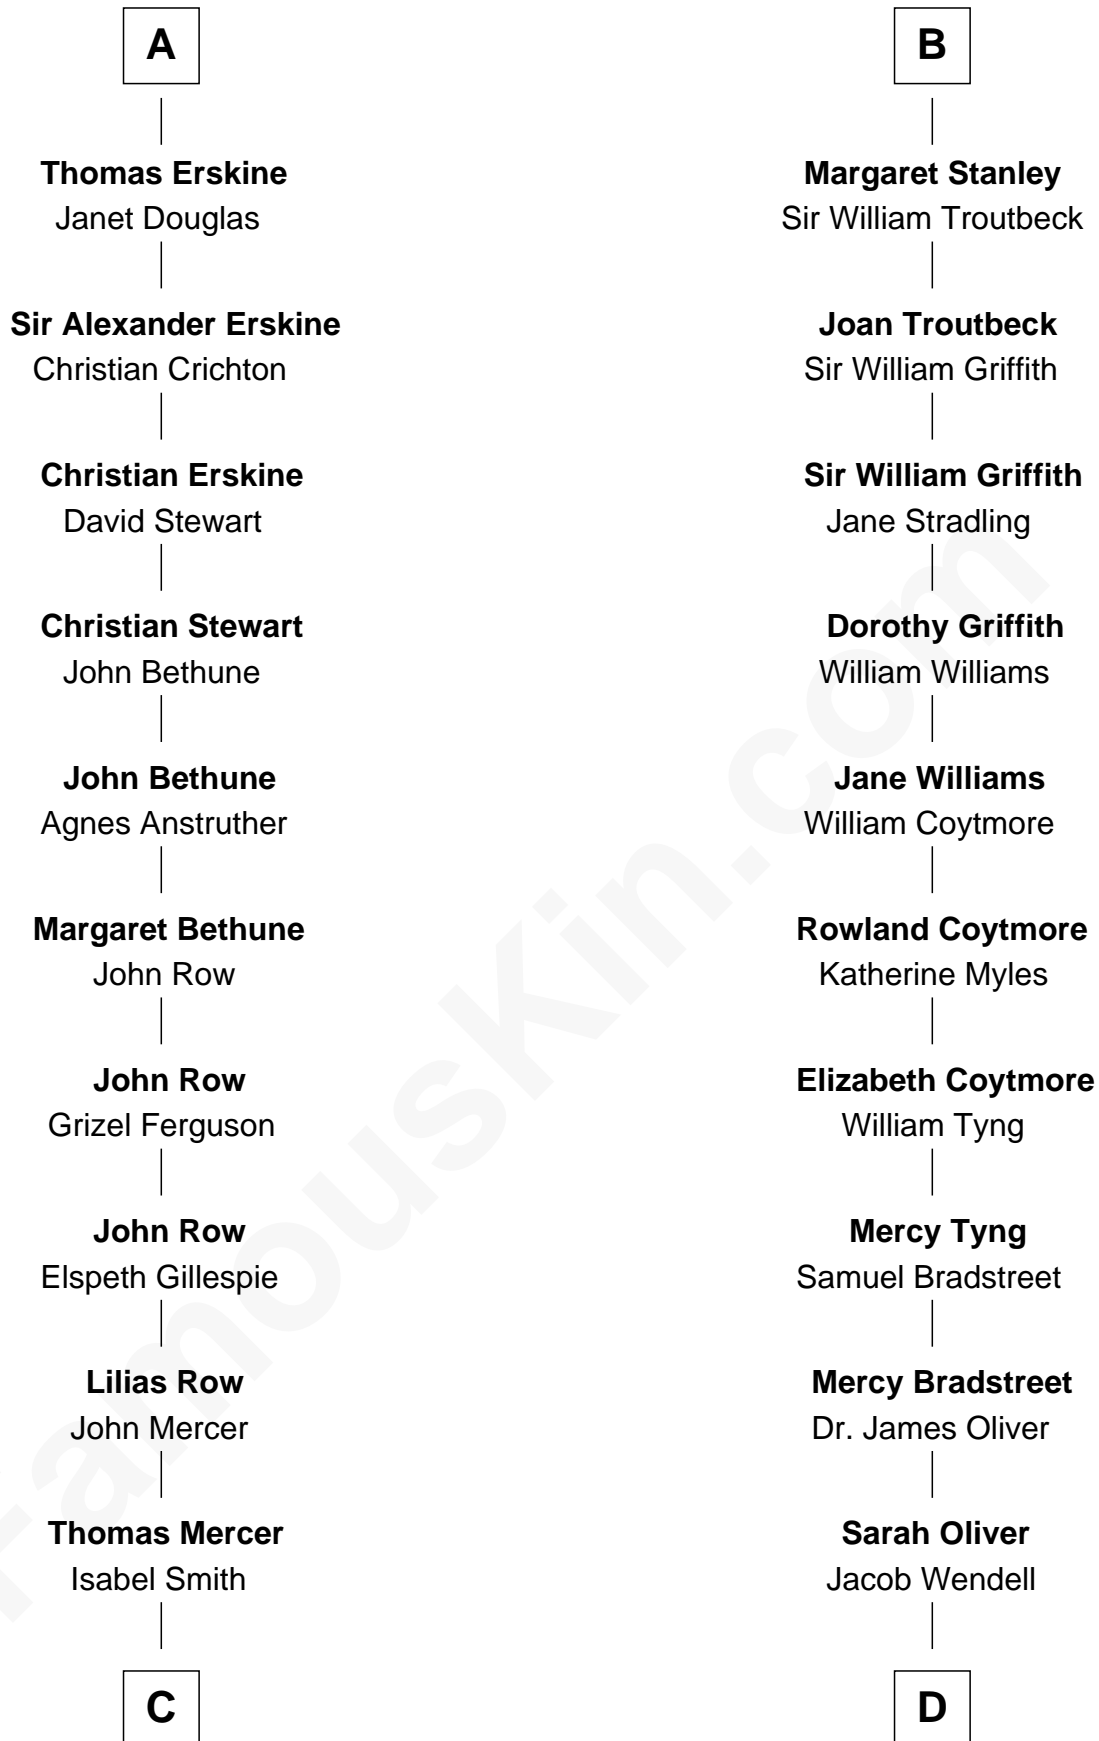 A
Thomas Erskine
Janet Douglas
Sir Alexander Erskine
Christian Crichton
Christian Erskine
David Stewart
Christian Stewart
John Bethune
John Bethune
Agnes Anstruther
Margaret Bethune
John Row
John Row
Grizel Ferguson
John Row
Elspeth Gillespie
Lilias Row
John Mercer
Thomas Mercer
Isabel Smith
C
B
Margaret Stanley
Sir William Troutbeck
Joan Troutbeck
Sir William Griffith
Sir William Griffith
Jane Stradling
Dorothy Griffith
William Williams
Jane Williams
William Coytmore
Rowland Coytmore
Katherine Myles
Elizabeth Coytmore
William Tyng
Mercy Tyng
Samuel Bradstreet
Mercy Bradstreet
Dr. James Oliver
Sarah Oliver
Jacob Wendell
D
FamousKin.com